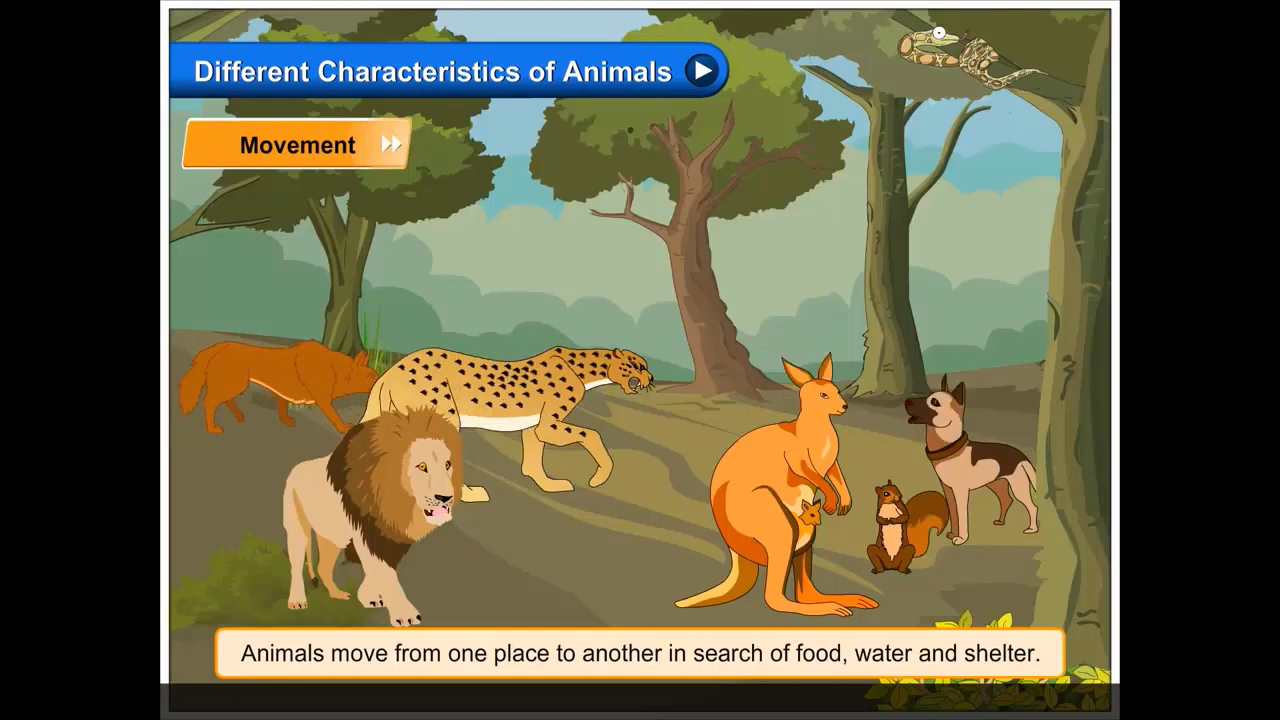 Different Characteristics of Animals
Movement
Animals move from one place to another in search of food, water and shelter.